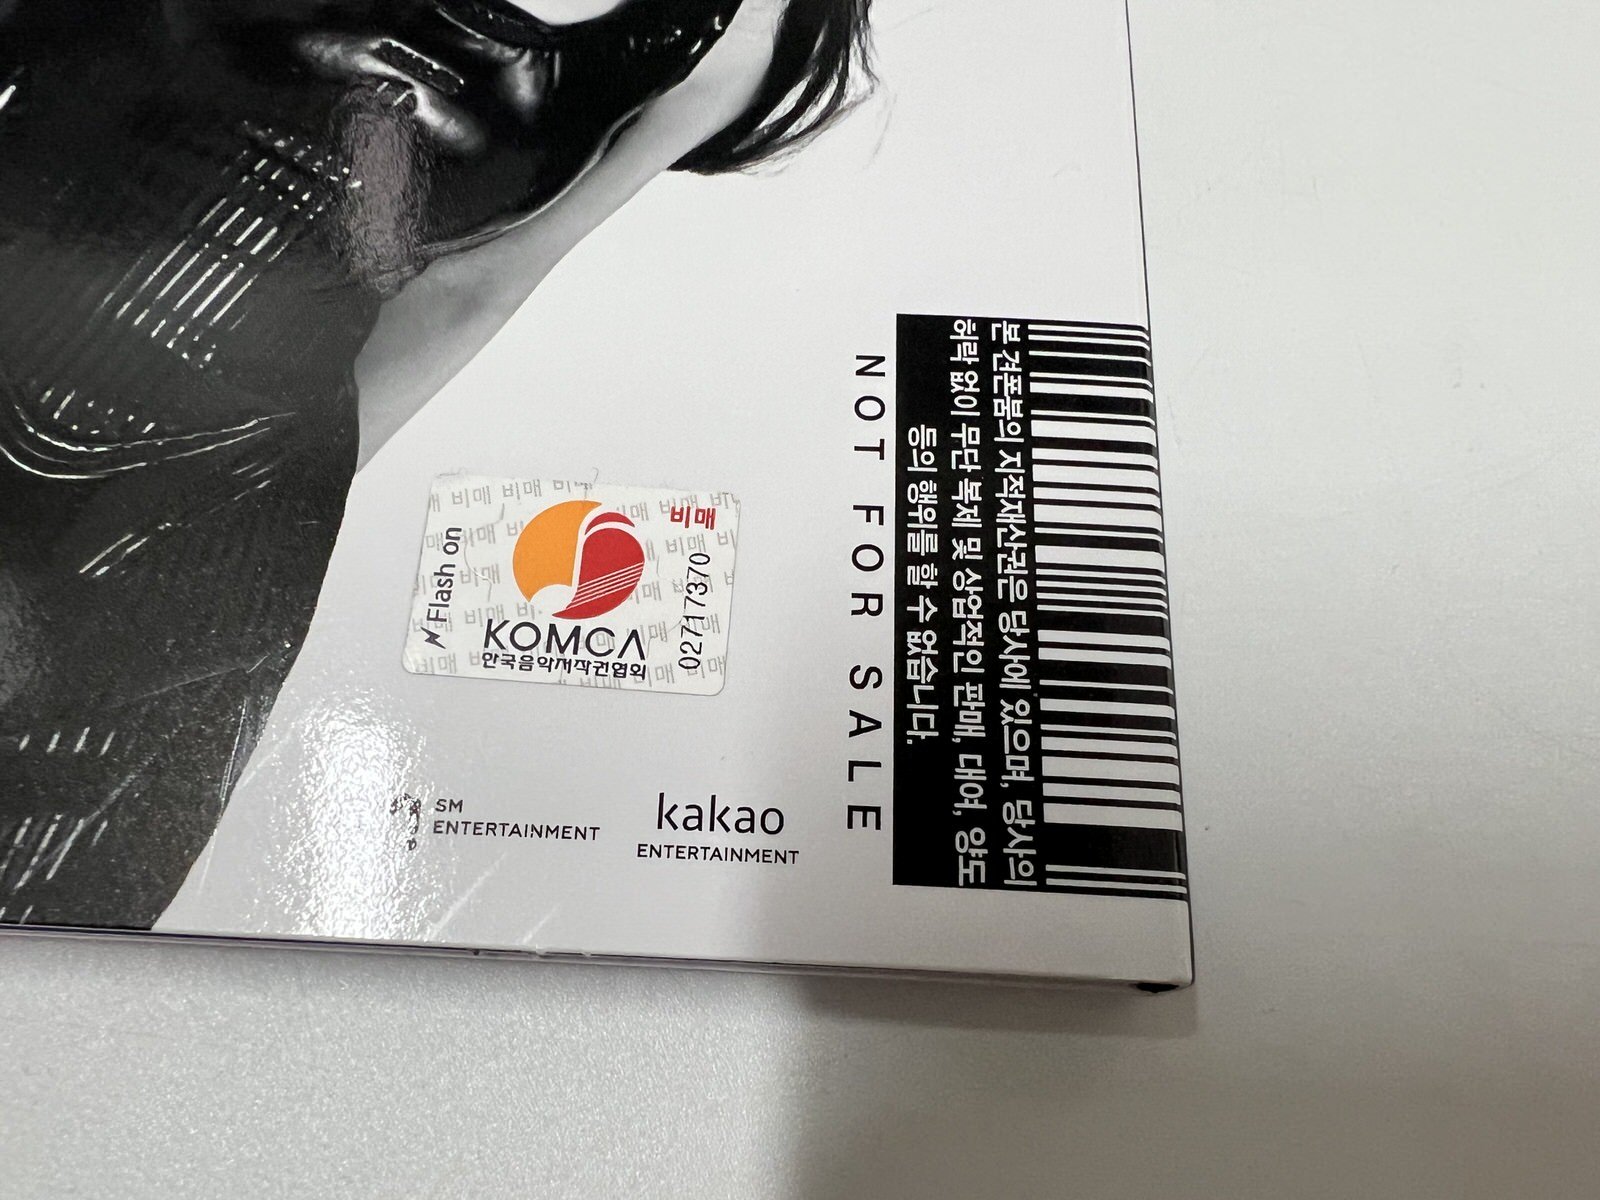 본 견본품의 지적재산권은 당사에 있으며, 당사의
허락 없이 무단 복제 및 상업적인 판매, 대여, 양도
등의 행위를 할 수 없습니다.
NOT FOR SALE
비매
Flash on
KOMCA
한국음악저작권협회
02717370
SM
ENTERTAINMENT
kakao
ENTERTAINMENT